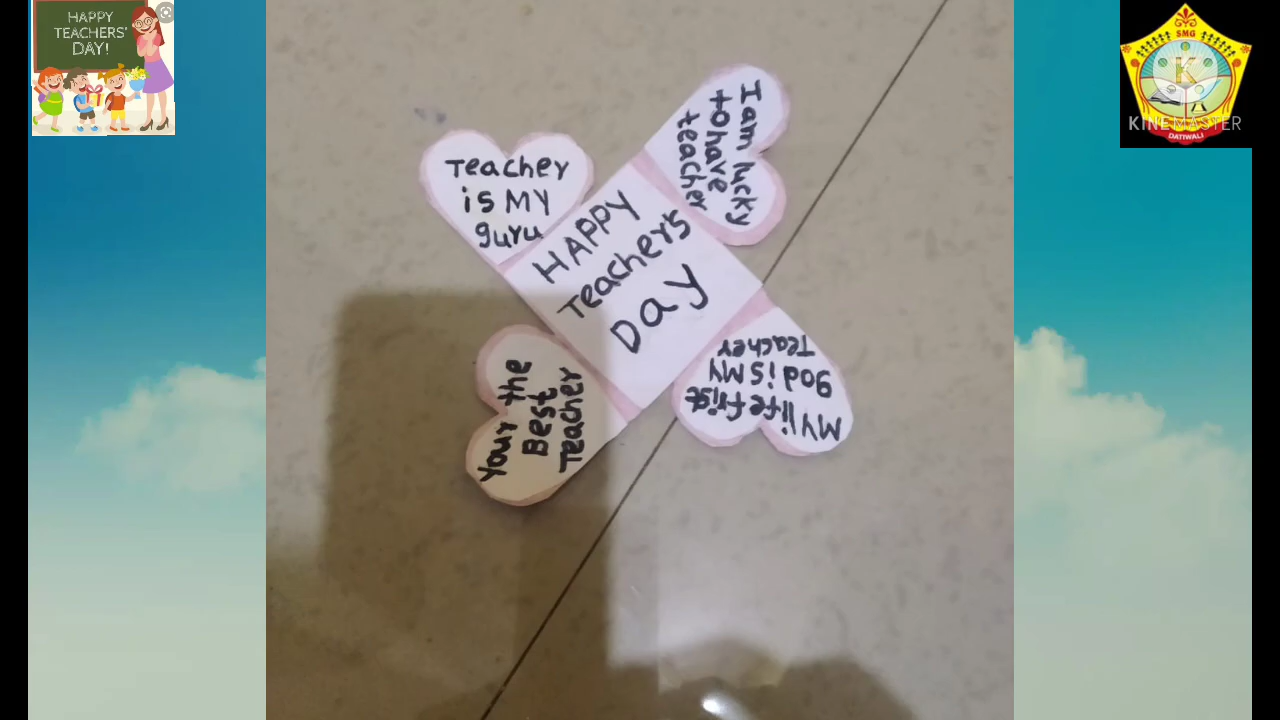 HAPPY
TEACHERS'
DAY!
SMG
K
KINEMASTER
DATIWALI
Teacher
is MY
guru
I am lucky
to have
teacher
HAPPY
Teacher's
DAY
Your the
Best
Teacher
MY life frist
god is MY
Teacher